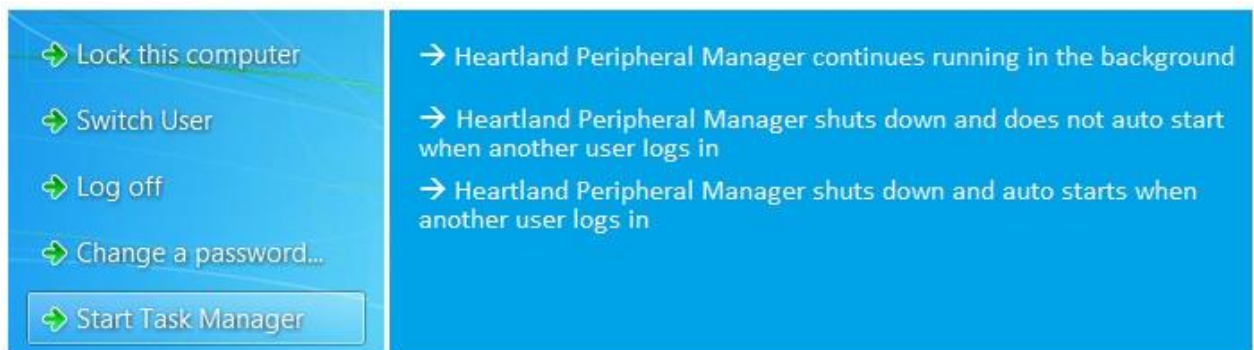 Lock this computer
→ Heartland Peripheral Manager continues running in the background
Switch User
→ Heartland Peripheral Manager shuts down and does not auto start
when another user logs in
Log off
→ Heartland Peripheral Manager shuts down and auto starts when
another user logs in
Change a password...
Start Task Manager